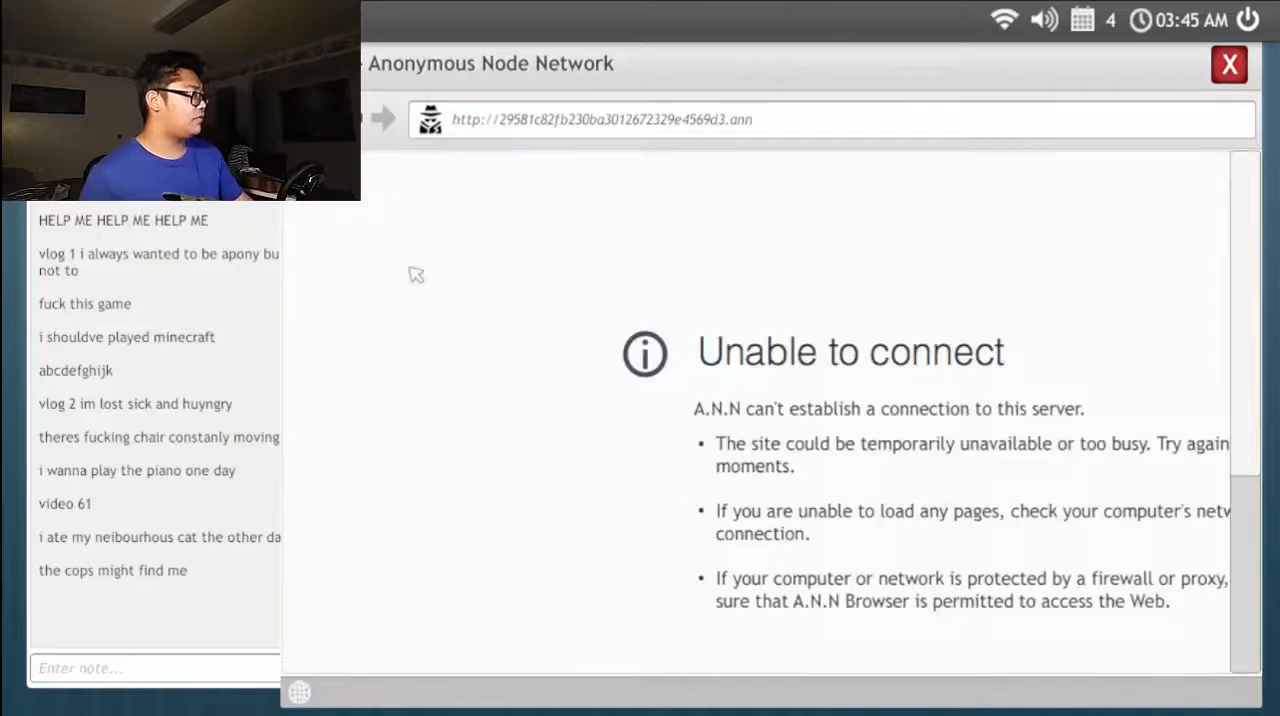 4 03:45 AM
Anonymous Node Network
X
http://29581c82fb230ba3012672329e4569d3.ann
HELP ME HELP ME HELP ME
vlog 1 i always wanted to be apony bu
not to
fuck this game
i shouldve played minecraft
abcdefghijk
vlog 2 im lost sick and huyngry
theres fucking chair constanly moving
i wanna play the piano one day
video 61
i ate my neibourhous cat the other da
the cops might find me
Enter note...
Unable to connect
A.N.N can't establish a connection to this server.
• The site could be temporarily unavailable or too busy. Try again
moments.
• If you are unable to load any pages, check your computer's netw
connection.
• If your computer or network is protected by a firewall or proxy,
sure that A.N.N Browser is permitted to access the Web.